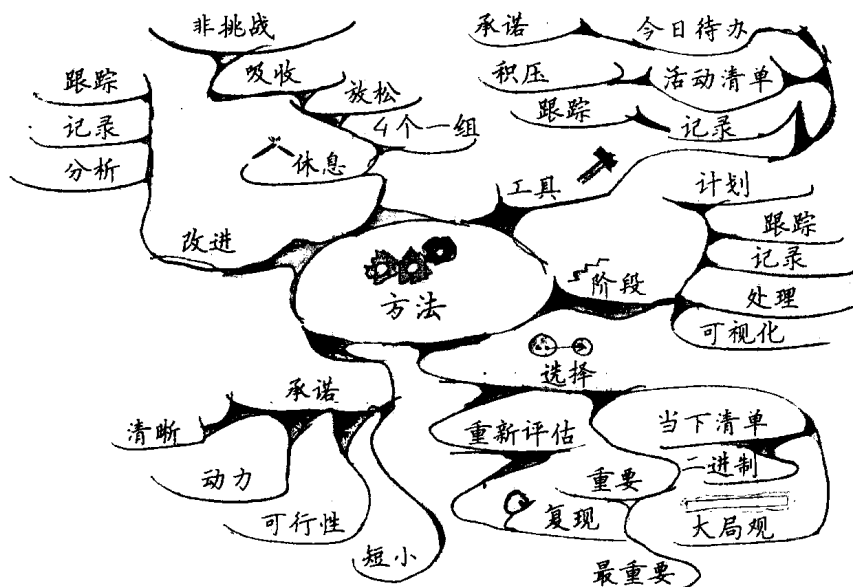 非挑战
吸收
放松
4个一组
休息
跟踪
记录
分析
改进
承诺
今日待办
积压
活动清单
跟踪
记录
工具
计划
跟踪
记录
处理
可视化
阶段
方法
选择
重新评估
当下清单
二进制
重要
复现
大局观
最重要
承诺
清晰
动力
可行性
短小